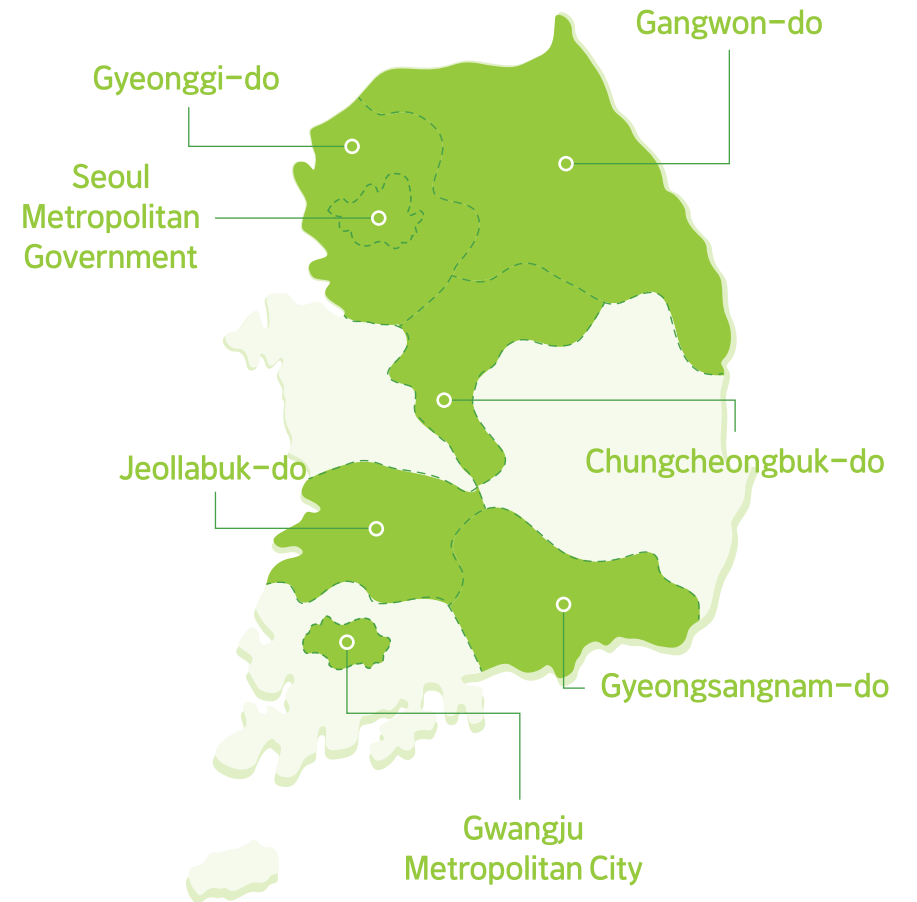 Gangwon-do
Gyeonggi-do
Seoul
Metropolitan
Government
Jeollabuk-do
Chungcheongbuk-do
Gyeongsangnam-do
Gwangju
Metropolitan City